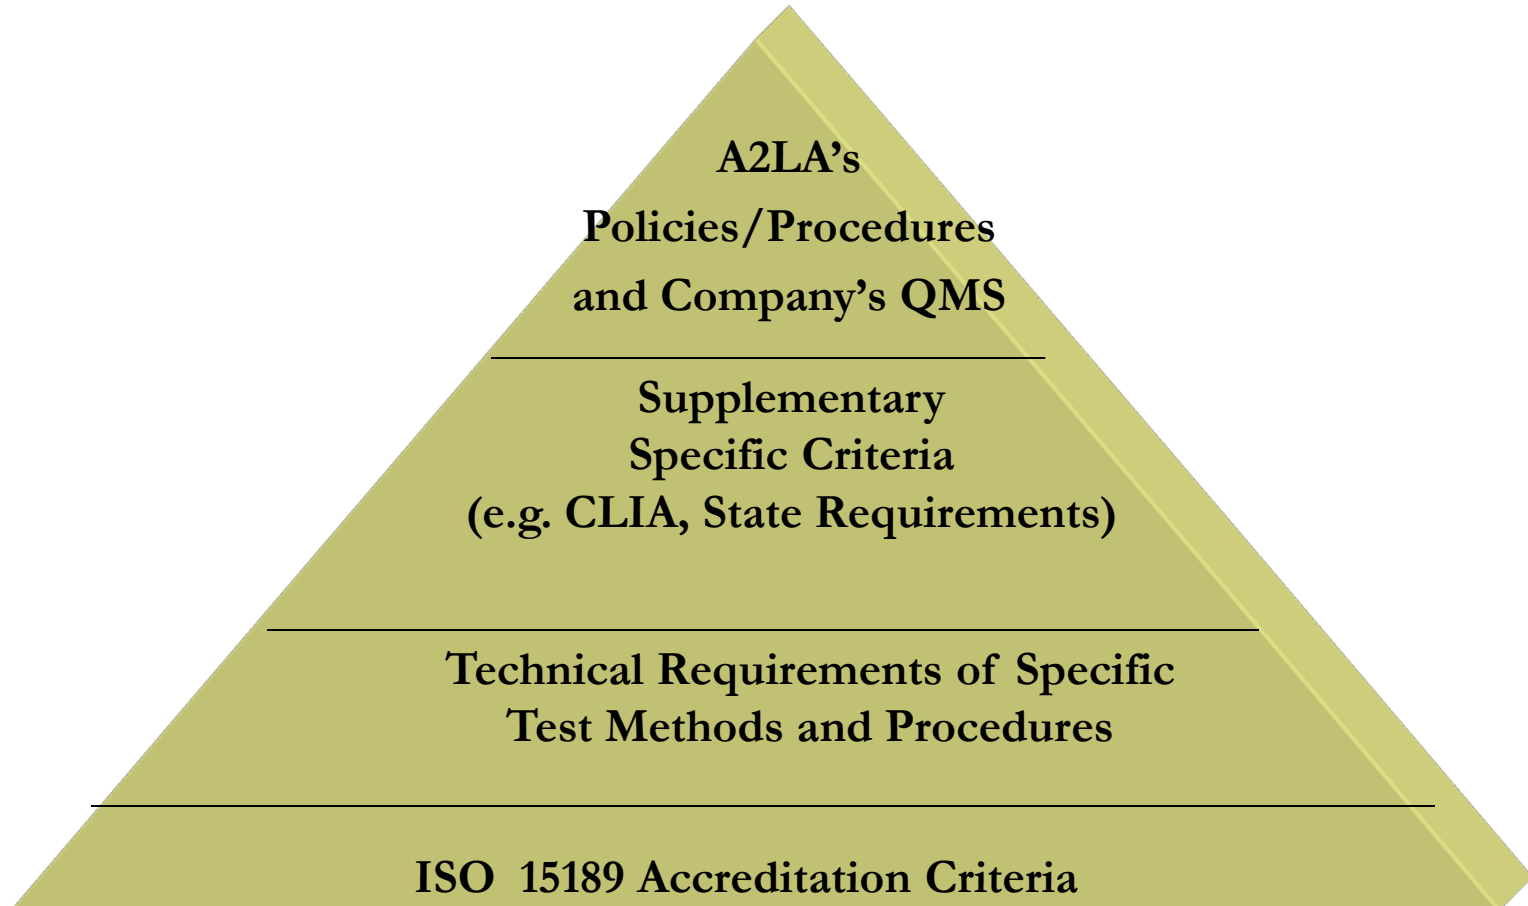 A2LA’s
Policies/Procedures
and Company’s QMS
Supplementary
Specific Criteria
(e.g. CLIA, State Requirements)
Technical Requirements of Specific
Test Methods and Procedures
ISO 15189 Accreditation Criteria